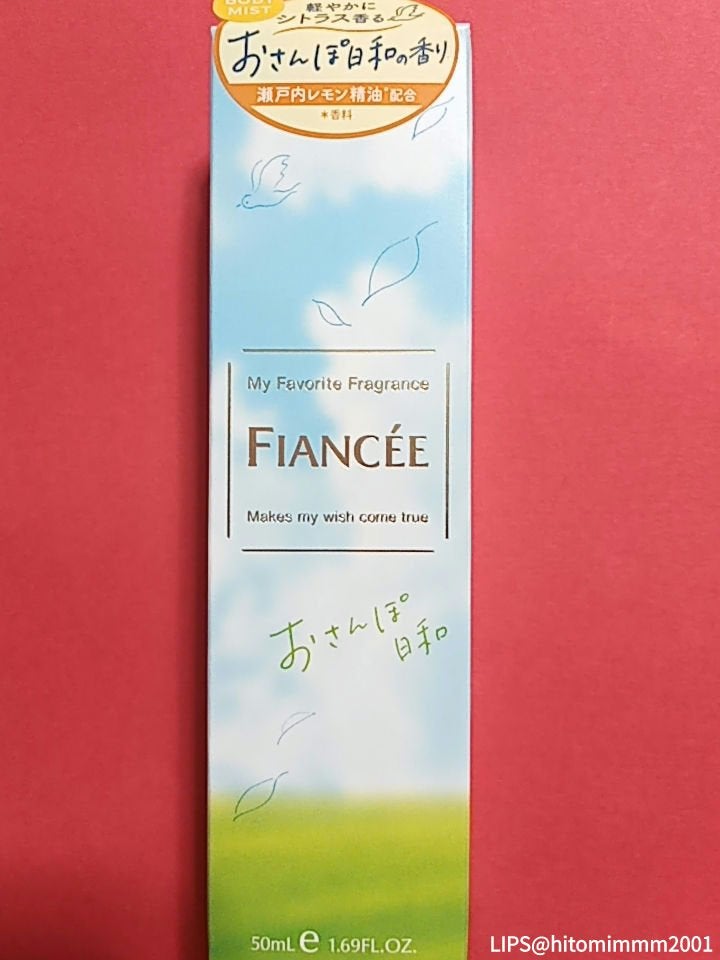 BODY
MIST
軽やかに
シトラス香る
おさんぽ日和の香り
瀬戸内レモン精油*配合
*香料
My Favorite Fragrance
FIANCÉE
Makes my wish come true
おさんぽ
日和
50mL e 1.69FL.OZ.
LIPS@hitomimmm2001